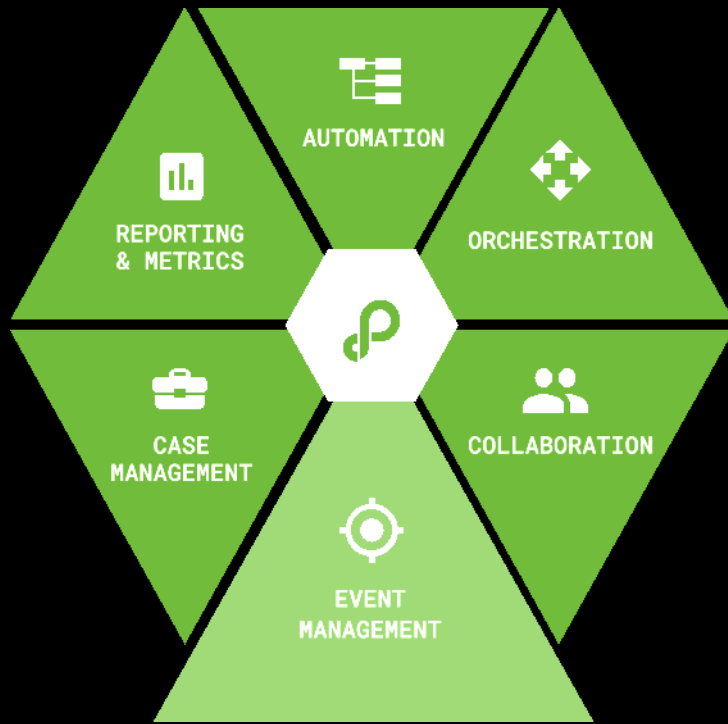 AUTOMATION
REPORTING
& METRICS
ORCHESTRATION
CASE
MANAGEMENT
COLLABORATION
EVENT
MANAGEMENT